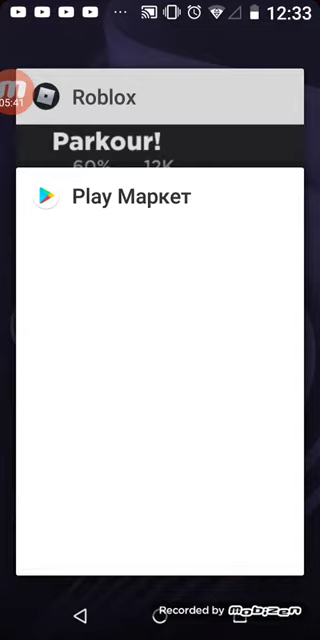 12:33
05:41
Roblox
Parkour!
60% 12K
Play Маркет
Recorded by mobizen